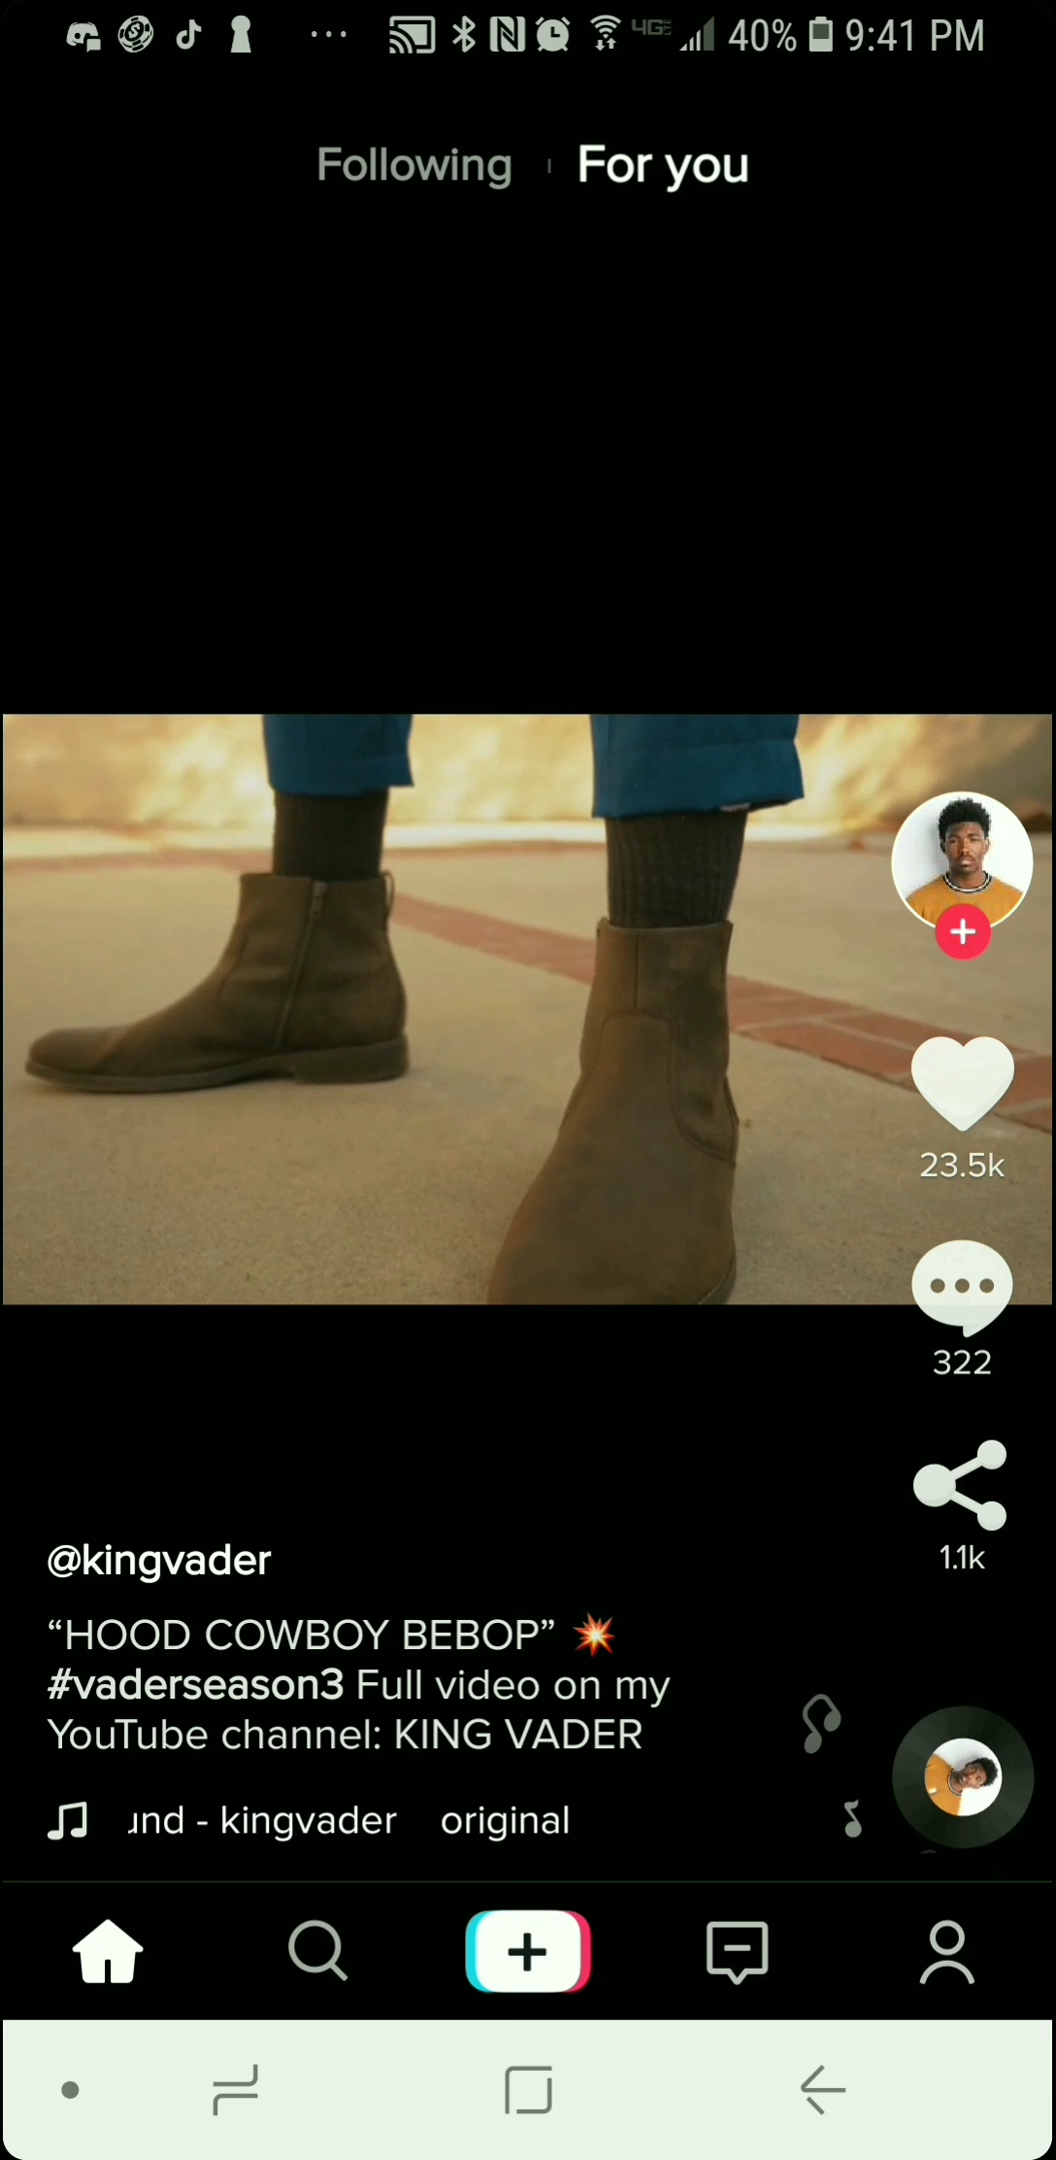 40% 9:41 PM
Following For you
23.5k
322
1.1k
@kingvader
“HOOD COWBOY BEBOP” 💥
#vaderseason3 Full video on my
YouTube channel: KING VADER
- kingvader original